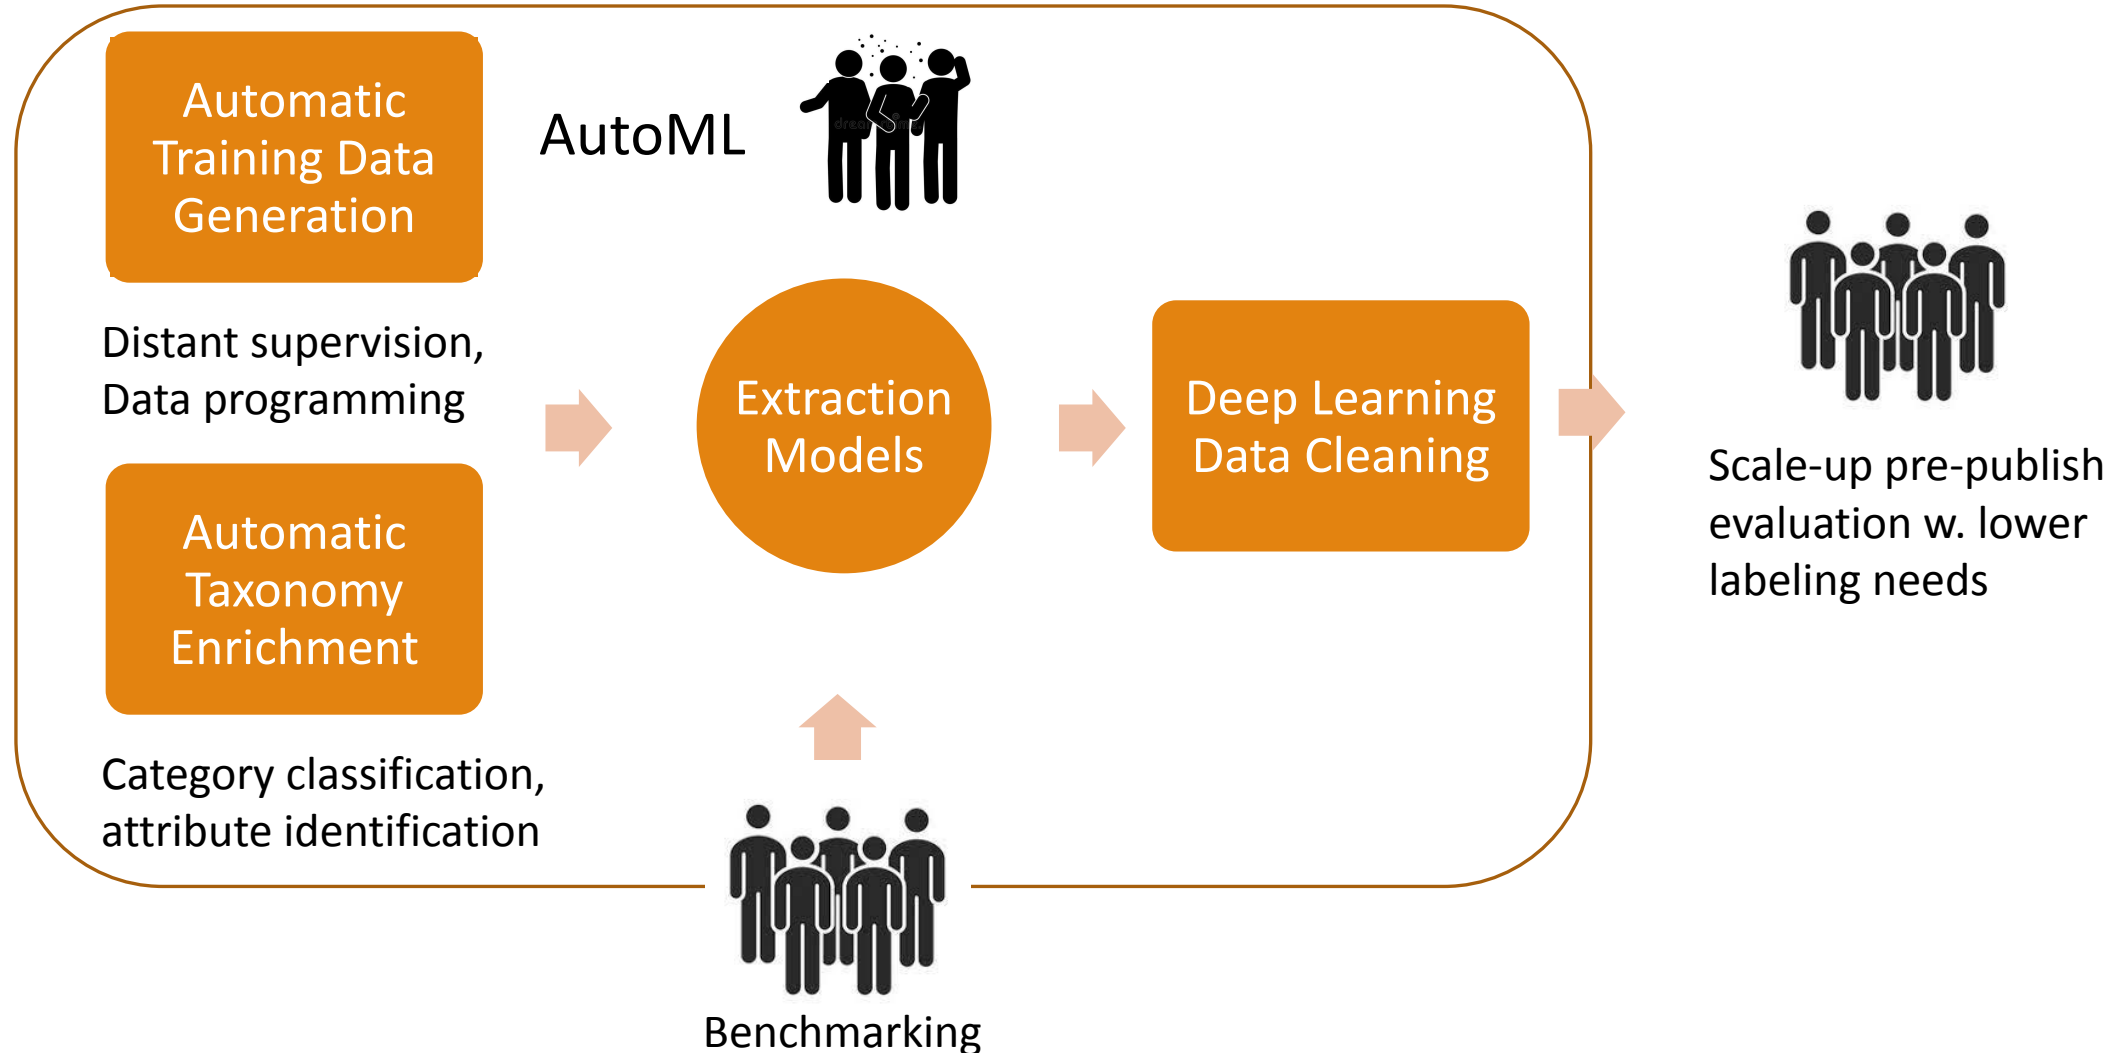 Automatic
Training Data
Generation
AutoML
Distant supervision,
Data programming
Extraction
Models
Deep Learning
Data Cleaning
Automatic
Taxonomy
Enrichment
Category classification,
attribute identification
Benchmarking
Scale-up pre-publish
evaluation w. lower
labeling needs